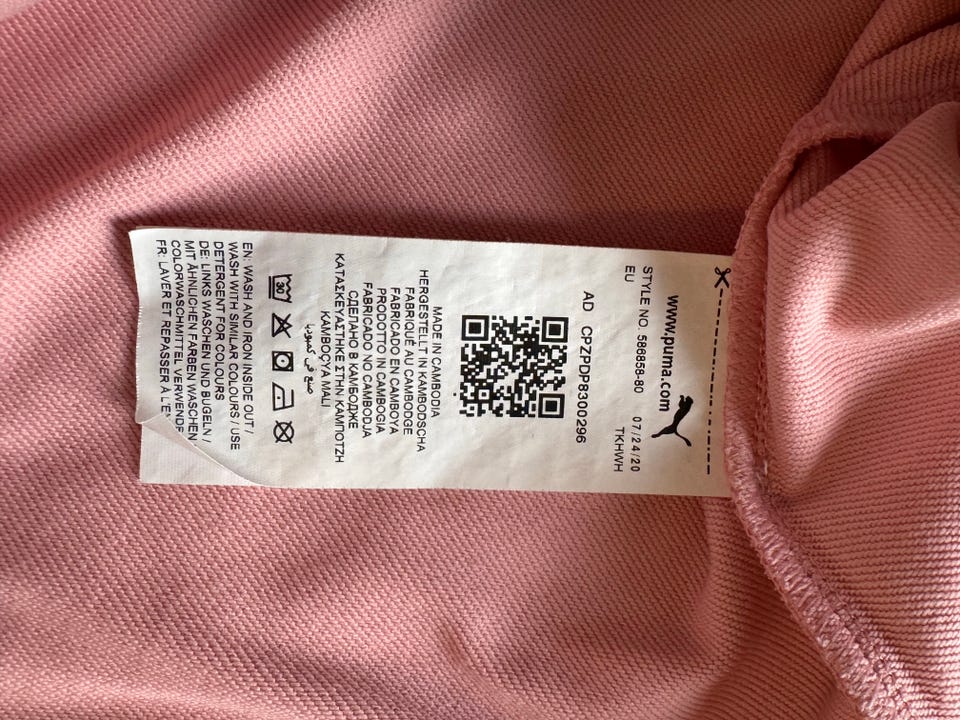 www.puma.com
STYLE NO. 586858-80 07/24/20
EU TKHWH
AD CPZPDP8300296
MADE IN CAMBODIA
HERGESTELLT IN KAMBODSCHA
FABRIQUÉ AU CAMBODGE
FABRICADO EN CAMBOYA
PRODOTTO IN CAMBOGIA
FABRICADO NO CAMBODJA
СДЕЛАНО В КАМБОДЖЕ
ΚΑΤΑΣΚΕΥΑΣΤΗΚΕ ΣΤΗΝ ΚΑΜΠΟΤΖΗ
KAMBOÇYA MALI
صنع في كمبوديا
30
EN: WASH AND IRON INSIDE OUT /
WASH WITH SIMILAR COLOURS / USE
DETERGENT FOR COLOURS
DE: LINKS WASCHEN UND BÜGELN /
MIT ÄHNLICHEN FARBEN WASCHEN
COLORWASCHMITTEL VERWENDE
FR: LAVER ET REPASSER À L'E